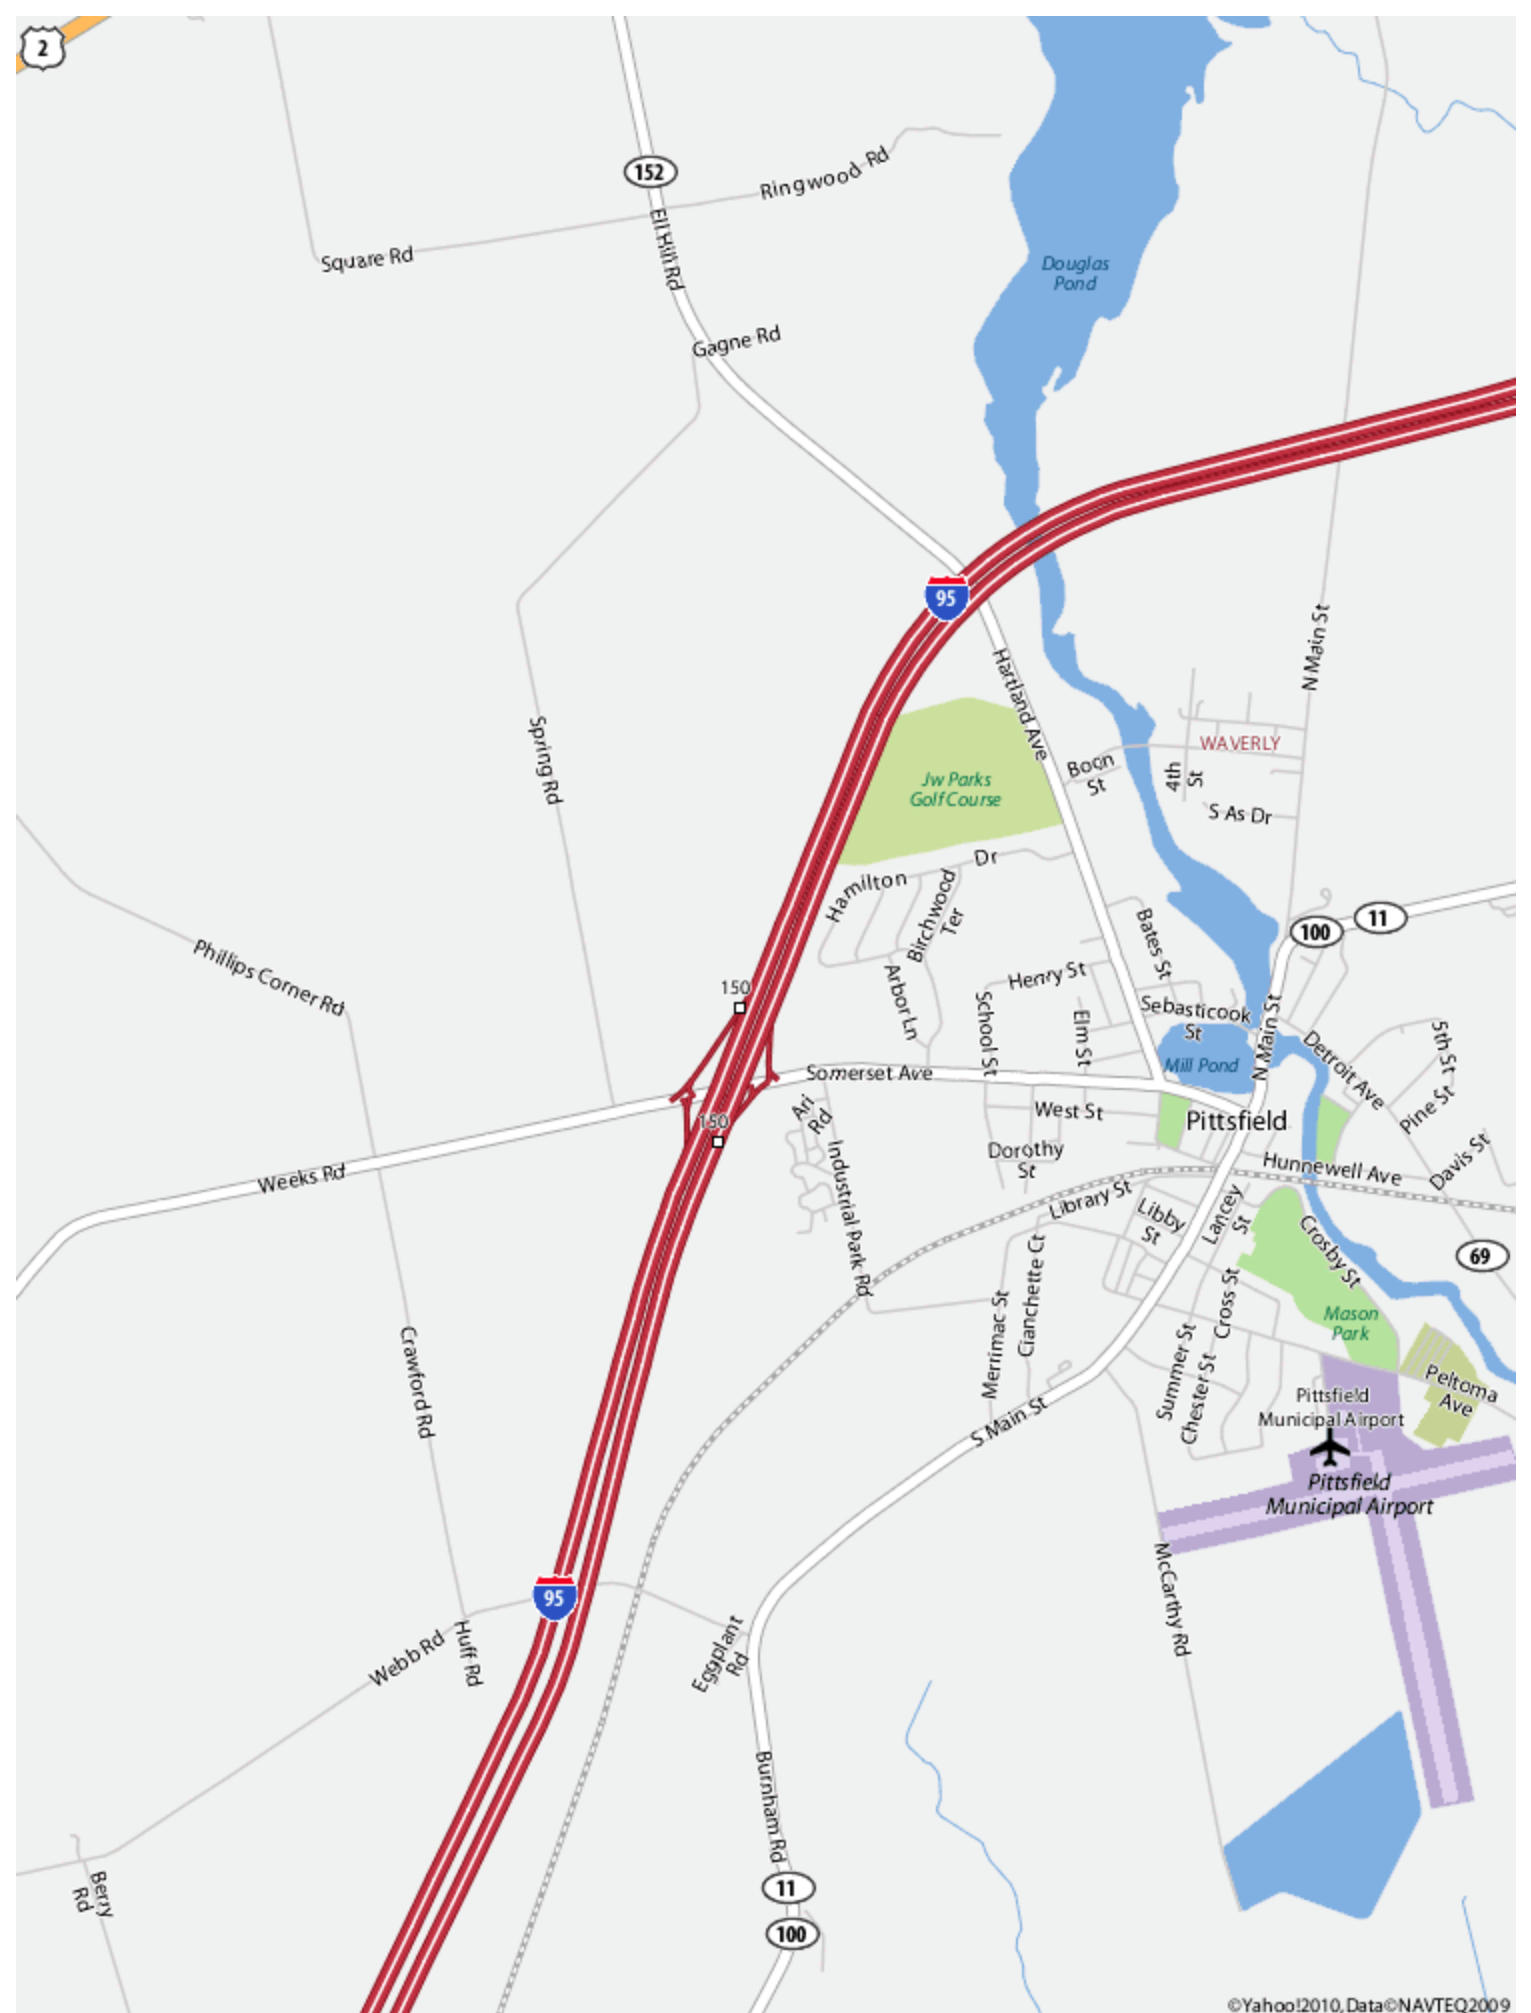 2
152
Ringwood Rd
Ell Hill Rd
Square Rd
Douglas
Pond
Gagne Rd
95
N Main St
Hartland Ave
Spring Rd
WAVERLY
Boon
St
4th
St
Jw Parks
Golf Course
S As Dr
Dr
Hamilton
Birchwood
Ter
100
11
Bates St
Phillips Corner Rd
Henry St
150
Arbor Ln
School St
Elm St
Sebasticook
St
N Main St
Detroit Ave
5th St
Mill Pond
Somerset Ave
Ari
Rd
West St
Pittsfield
Pine St
150
Dorothy
St
Hunnewell Ave
Davis St
Weeks Rd
Industrial Park Rd
Library St
Libby
St
Lancey
St
Crosby St
69
Cianchette Ct
Merrimac St
Cross St
Mason
Park
Crawford Rd
Summer St
Chester St
Peltoma
Ave
Pittsfield
Municipal Airport
S Main St
Pittsfield
Municipal Airport
McCarthy Rd
95
Webb Rd
Huff Rd
Eggplant
Rd
Burnham Rd
Berry
Rd
11
100
©Yahoo!2010, Data©NAVTEQ2009